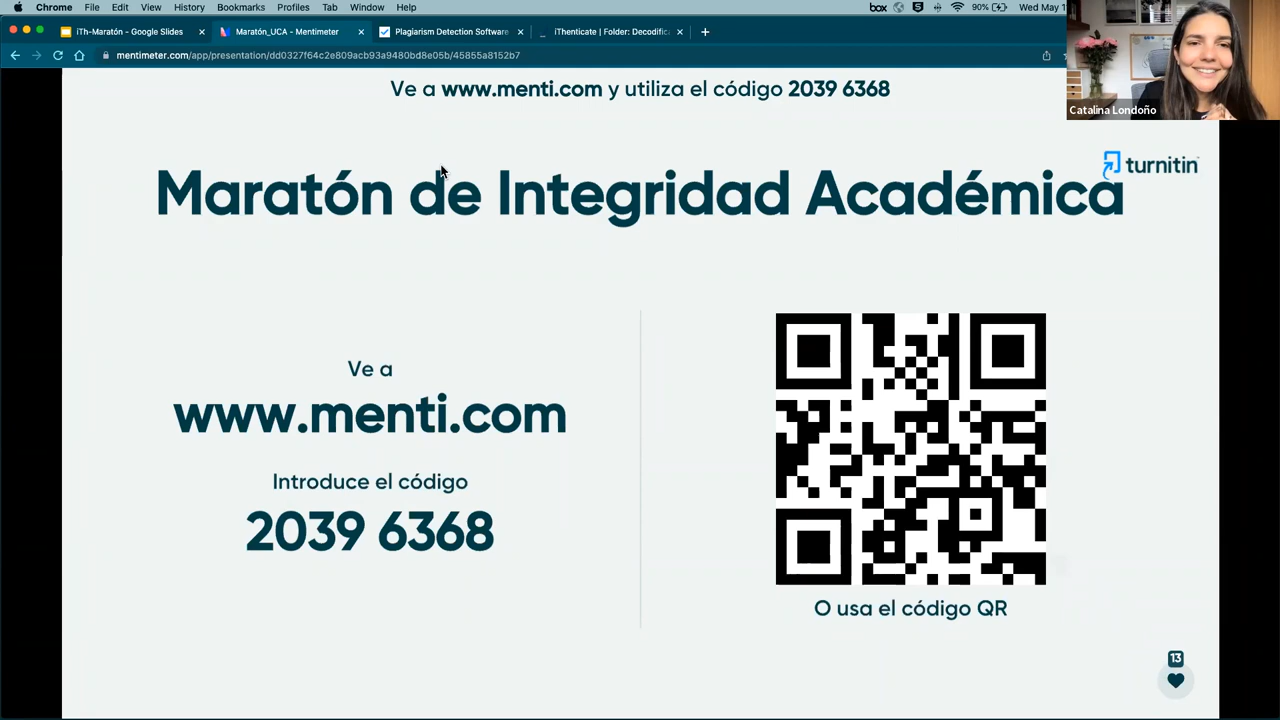 Chrome File Edit View History Bookmarks Profiles Tab Window Help
box 90% Wed May
iTh-Maratón - Google Slides
Maratón_UCA - Mentimeter
Plagiarism Detection Software
iThenticate | Folder: Decodific
mentimeter.com/app/presentation/dd0327f64c2e809acb93a9480bd8e05b/45855a8152b7
Catalina Londoño
Ve a www.menti.com y utiliza el código 2039 6368
turnitin
Maratón de Integridad Académica
Ve a
www.menti.com
Introduce el código
2039 6368
O usa el código QR
13